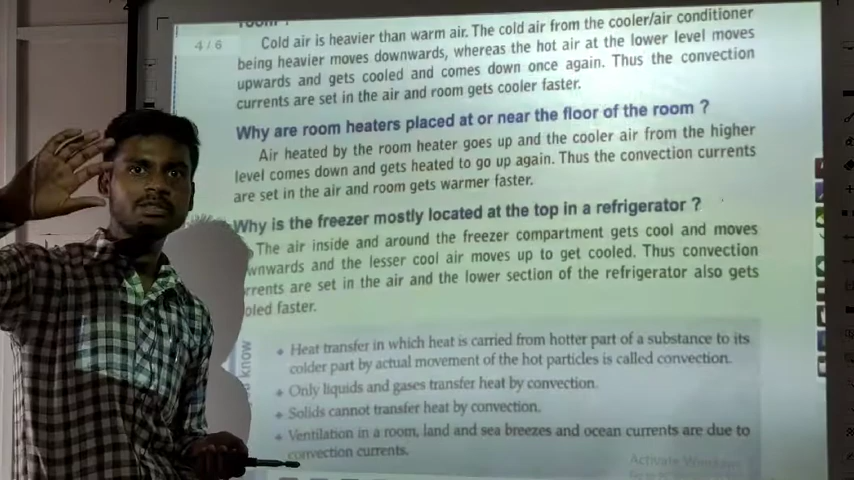 4 / 6
room ?
Cold air is heavier than warm air. The cold air from the cooler/air conditioner
being heavier moves downwards, whereas the hot air at the lower level moves
upwards and gets cooled and comes down once again. Thus the convection
currents are set in the air and room gets cooler faster.
Why are room heaters placed at or near the floor of the room ?
Air heated by the room heater goes up and the cooler air from the higher
level comes down and gets heated to go up again. Thus the convection currents
are set in the air and room gets warmer faster.
Why is the freezer mostly located at the top in a refrigerator ?
The air inside and around the freezer compartment gets cool and moves
wnwards and the lesser cool air moves up to get cooled. Thus convection
rrents are set in the air and the lower section of the refrigerator also gets
oled faster.
know
Heat transfer in which heat is carried from hotter part of a substance to its
colder part by actual movement of the hot particles is called convection.
Only liquids and gases transfer heat by convection.
Solids cannot transfer heat by convection.
Ventilation in a room, land and sea breezes and ocean currents are due to
convection currents.
Activate Windows